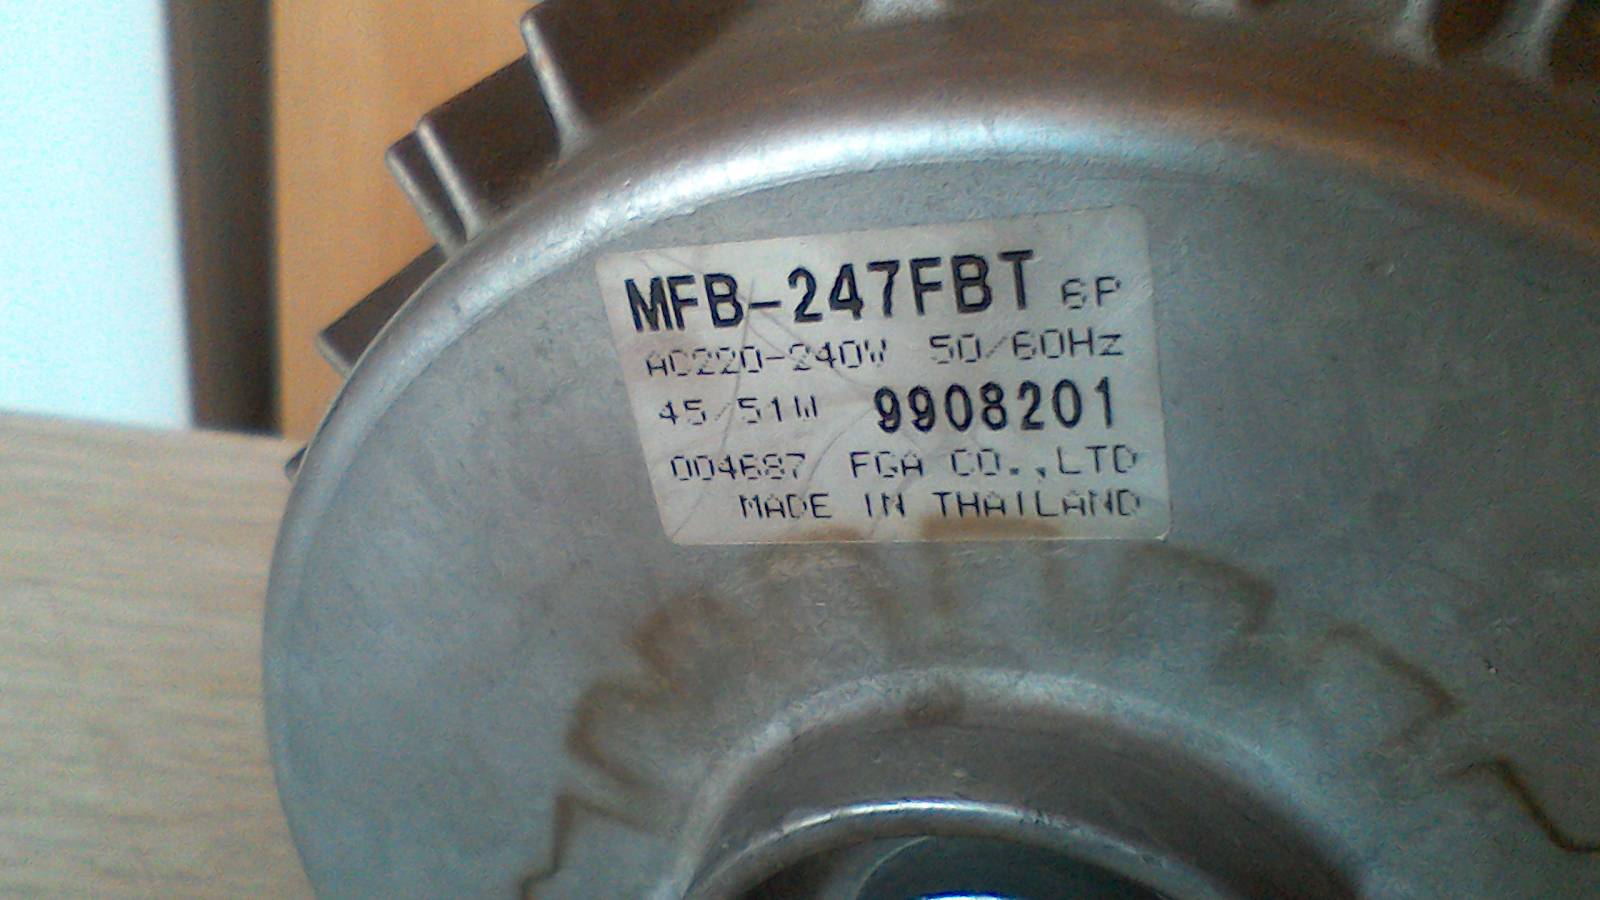 MFB-247FBT 6P
AC220-240V 50/60Hz
45/51W 9908201
004687 FGA CO.,LTD
MADE IN THAILAND